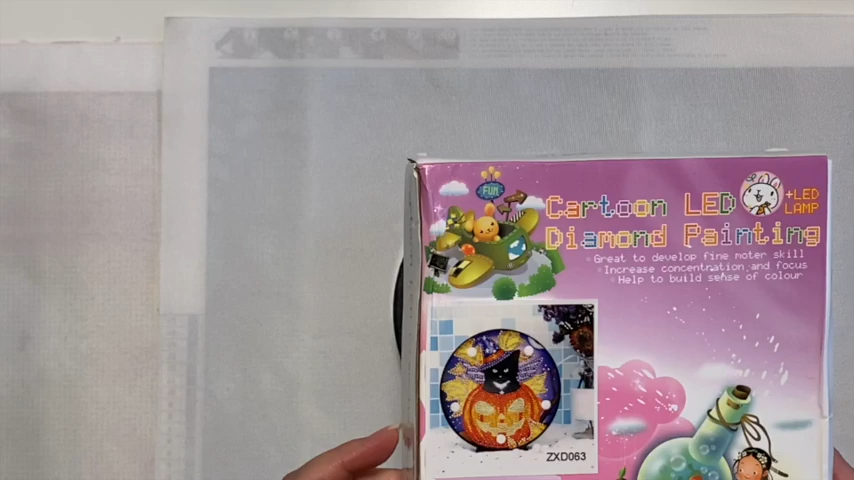 FUN
Cartoon LED
+LED
LAMP
Diamond Painting
Great to develop fine moter skill
Increase concentration and focus
Help to build sense of colour
ZXD063